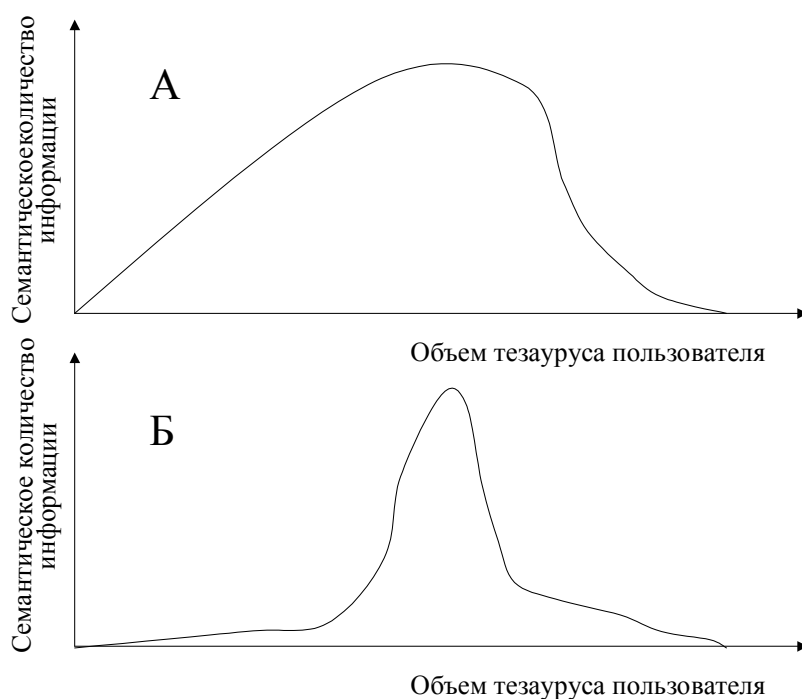 А
Семантическоеколичество
информации
Объем тезауруса пользователя
Б
Семантическое количество
информации
Объем тезауруса пользователя